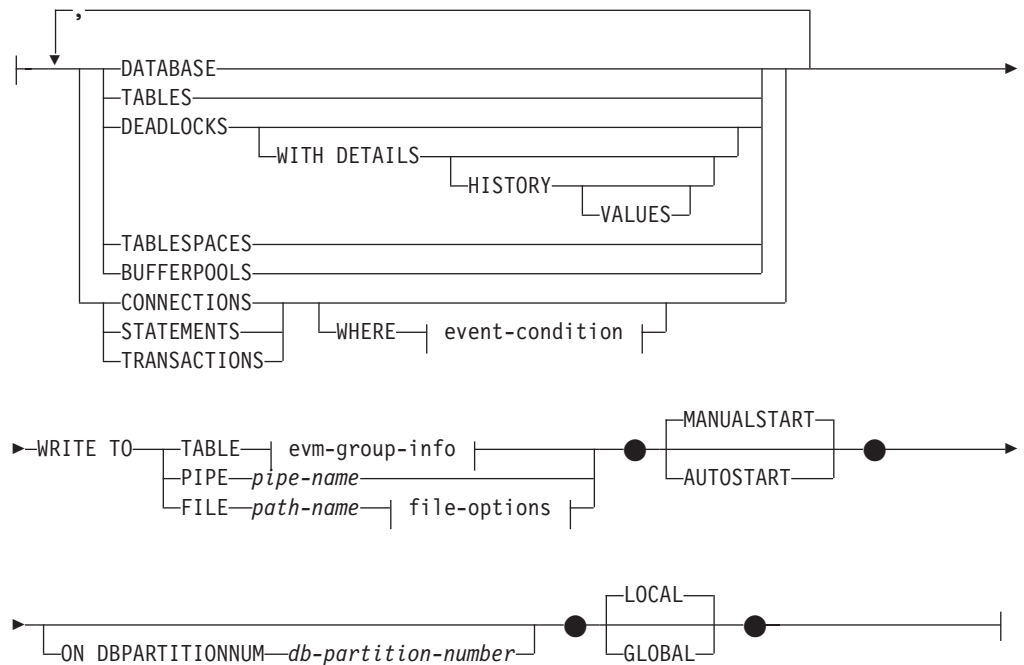 ,
DATABASE
TABLES
DEADLOCKS
WITH DETAILS
HISTORY
VALUES
TABLESPACES
BUFFERPOOLS
CONNECTIONS
STATEMENTS WHERE event-condition
TRANSACTIONS
MANUALSTART
WRITE TO TABLE evm-group-info
PIPE pipe-name AUTOSTART
FILE path-name file-options
LOCAL
ON DBPARTITIONNUM db-partition-number GLOBAL